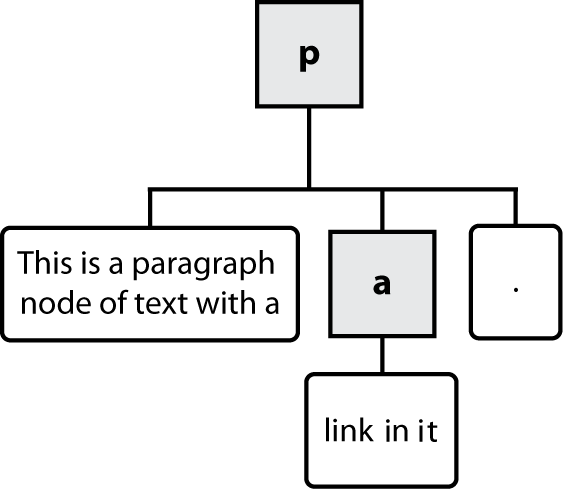 p
This is a paragraph
node of text with a
a
.
link in it